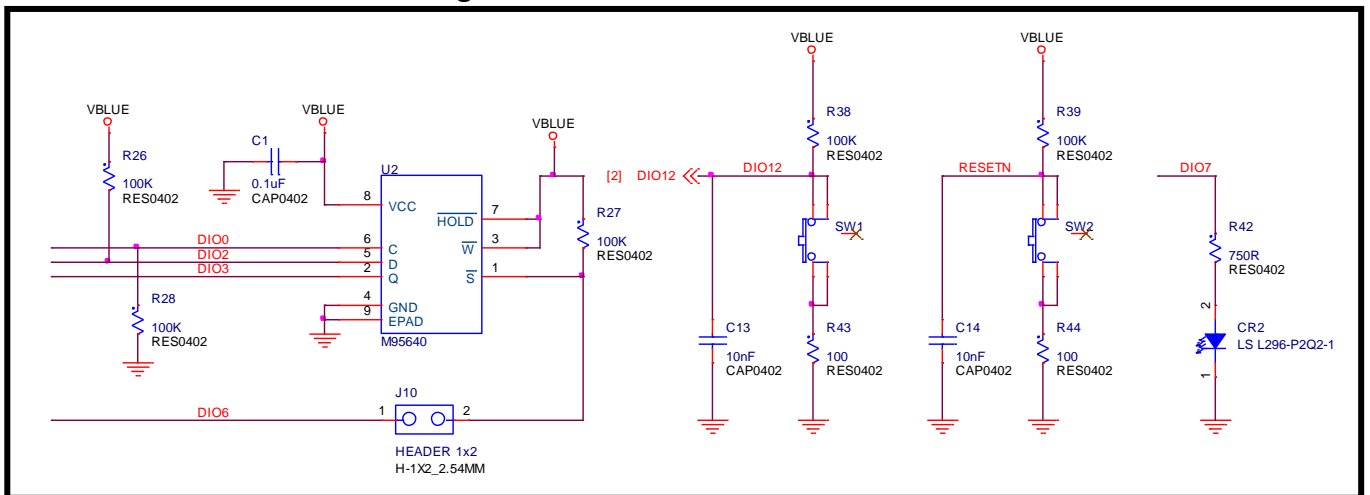 VBLUE
R26
100K
RES0402
C1
0.1uF
CAP0402
VBLUE
VBLUE
U2
8
VCC
HOLD
7
6
C
W
3
5
D
2
Q
S
1
4
GND
9
EPAD
M95640
R27
100K
RES0402
DIO0
DIO2
DIO3
R28
100K
RES0402
DIO6
J10
1
2
HEADER 1x2
H-1X2_2.54MM
VBLUE
R38
100K
RES0402
[2] DIO12
DIO12
SW1
C13
10nF
CAP0402
R43
100
RES0402
VBLUE
R39
100K
RES0402
RESETN
SW2
C14
10nF
CAP0402
R44
100
RES0402
DIO7
R42
750R
RES0402
2
CR2
LS L296-P2Q2-1
1